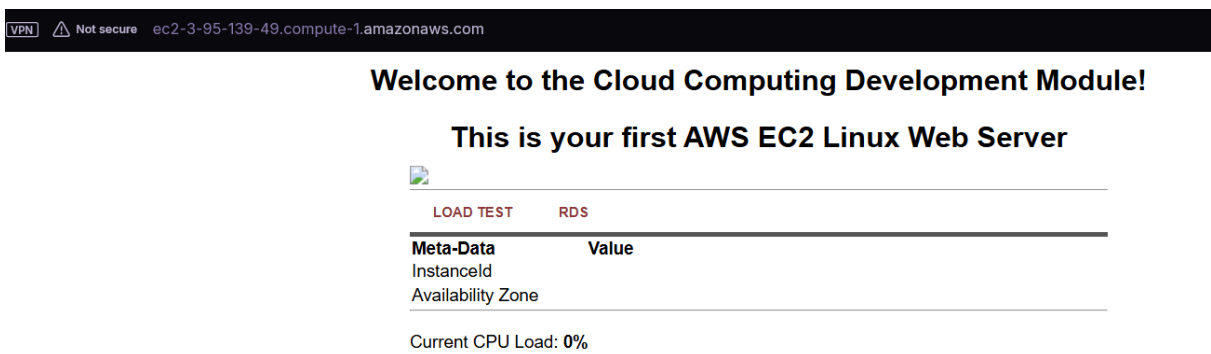 VPN Not secure ec2-3-95-139-49.compute-1.amazonaws.com
Welcome to the Cloud Computing Development Module!
This is your first AWS EC2 Linux Web Server
LOAD TEST RDS
Meta-Data Value
InstanceId
Availability Zone
Current CPU Load: 0%